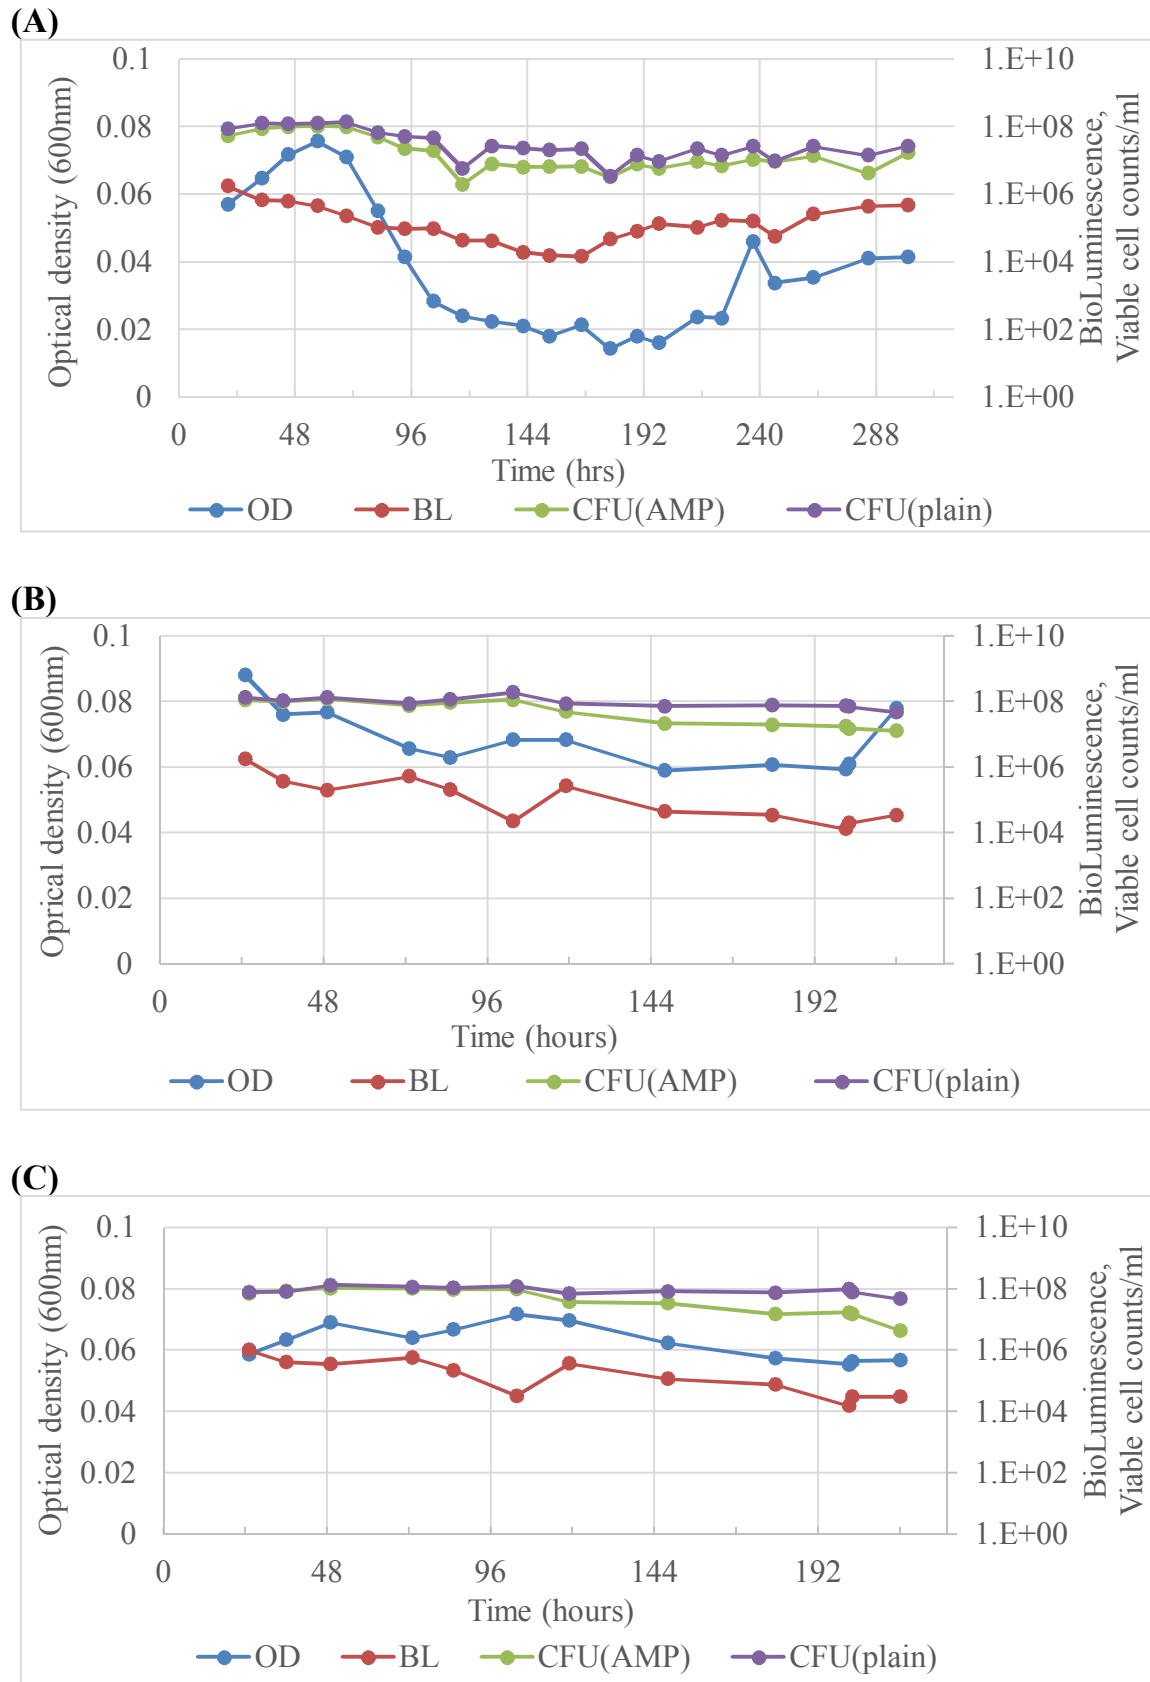 (A)
0.1
0.08
0.06
0.04
0.02
0
Optical density (600nm)
1.E+10
1.E+08
1.E+06
1.E+04
1.E+02
1.E+00
BioLuminescence,
Viable cell counts/ml
0 48 96 144 192 240 288
Time (hrs)
OD BL CFU(AMP) CFU(plain)
(B)
0.1
0.08
0.06
0.04
0.02
0
Oprical density (600nm)
1.E+10
1.E+08
1.E+06
1.E+04
1.E+02
1.E+00
BioLuminescence,
Viable cell counts/ml
0 48 96 144 192
Time (hours)
OD BL CFU(AMP) CFU(plain)
(C)
0.1
0.08
0.06
0.04
0.02
0
Optical density (600nm)
1.E+10
1.E+08
1.E+06
1.E+04
1.E+02
1.E+00
BioLuminescence,
Viable cell counts/ml
0 48 96 144 192
Time (hours)
OD BL CFU(AMP) CFU(plain)